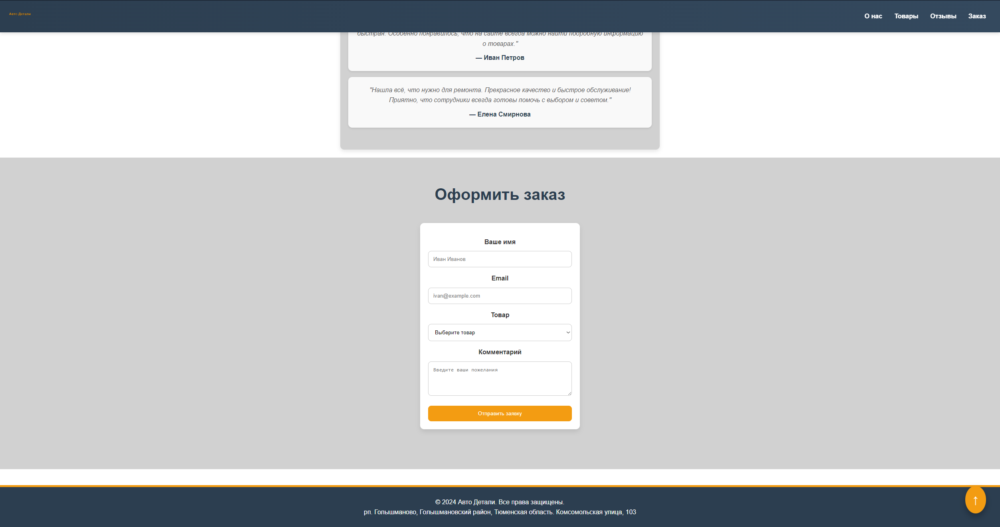 Авто Детали
О нас Товары Отзывы Заказ
быстрая. Особенно понравилось, что на сайте всегда можно найти подробную информацию
о товарах."
— Иван Петров
"Нашла всё, что нужно для ремонта. Прекрасное качество и быстрое обслуживание!
Приятно, что сотрудники всегда готовы помочь с выбором и советом."
— Елена Смирнова
Оформить заказ
Ваше имя
Иван Иванов
Email
ivan@example.com
Товар
Выберите товар
Комментарий
Введите ваши пожелания
Отправить заявку
↑
© 2024 Авто Детали. Все права защищены.
рп. Голышманово, Голышмановский район, Тюменская область. Комсомольская улица, 103